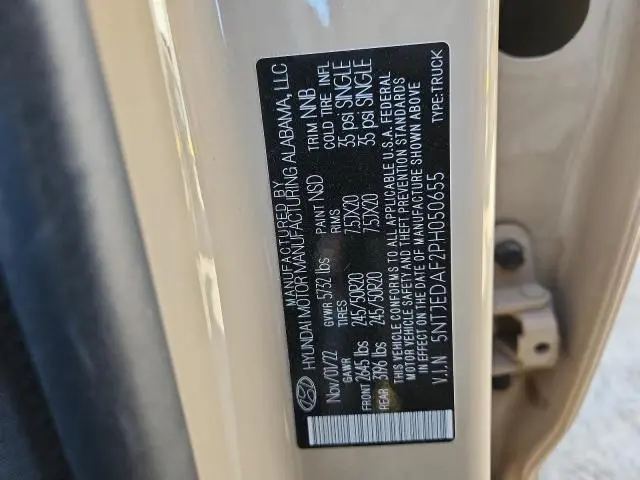 MANUFACTURED BY
HYUNDAI MOTOR MANUFACTURING ALABAMA, LLC
Nov/01/22 GVWR 5732 lbs PAINT NSD TRIM NNB
GAWR TIRES RIMS COLD TIRE INFL
FRONT 2645 lbs 245/50R20 7.5JX20 35 psi SINGLE
REAR 3196 lbs 245/50R20 7.5JX20 35 psi SINGLE
THIS VEHICLE CONFORMS TO ALL APPLICABLE U.S.A. FEDERAL
MOTOR VEHICLE SAFETY AND THEFT PREVENTION STANDARDS
IN EFFECT ON THE DATE OF MANUFACTURE SHOWN ABOVE
V.I.N 5NTJEDAF2PH050655 TYPE:TRUCK